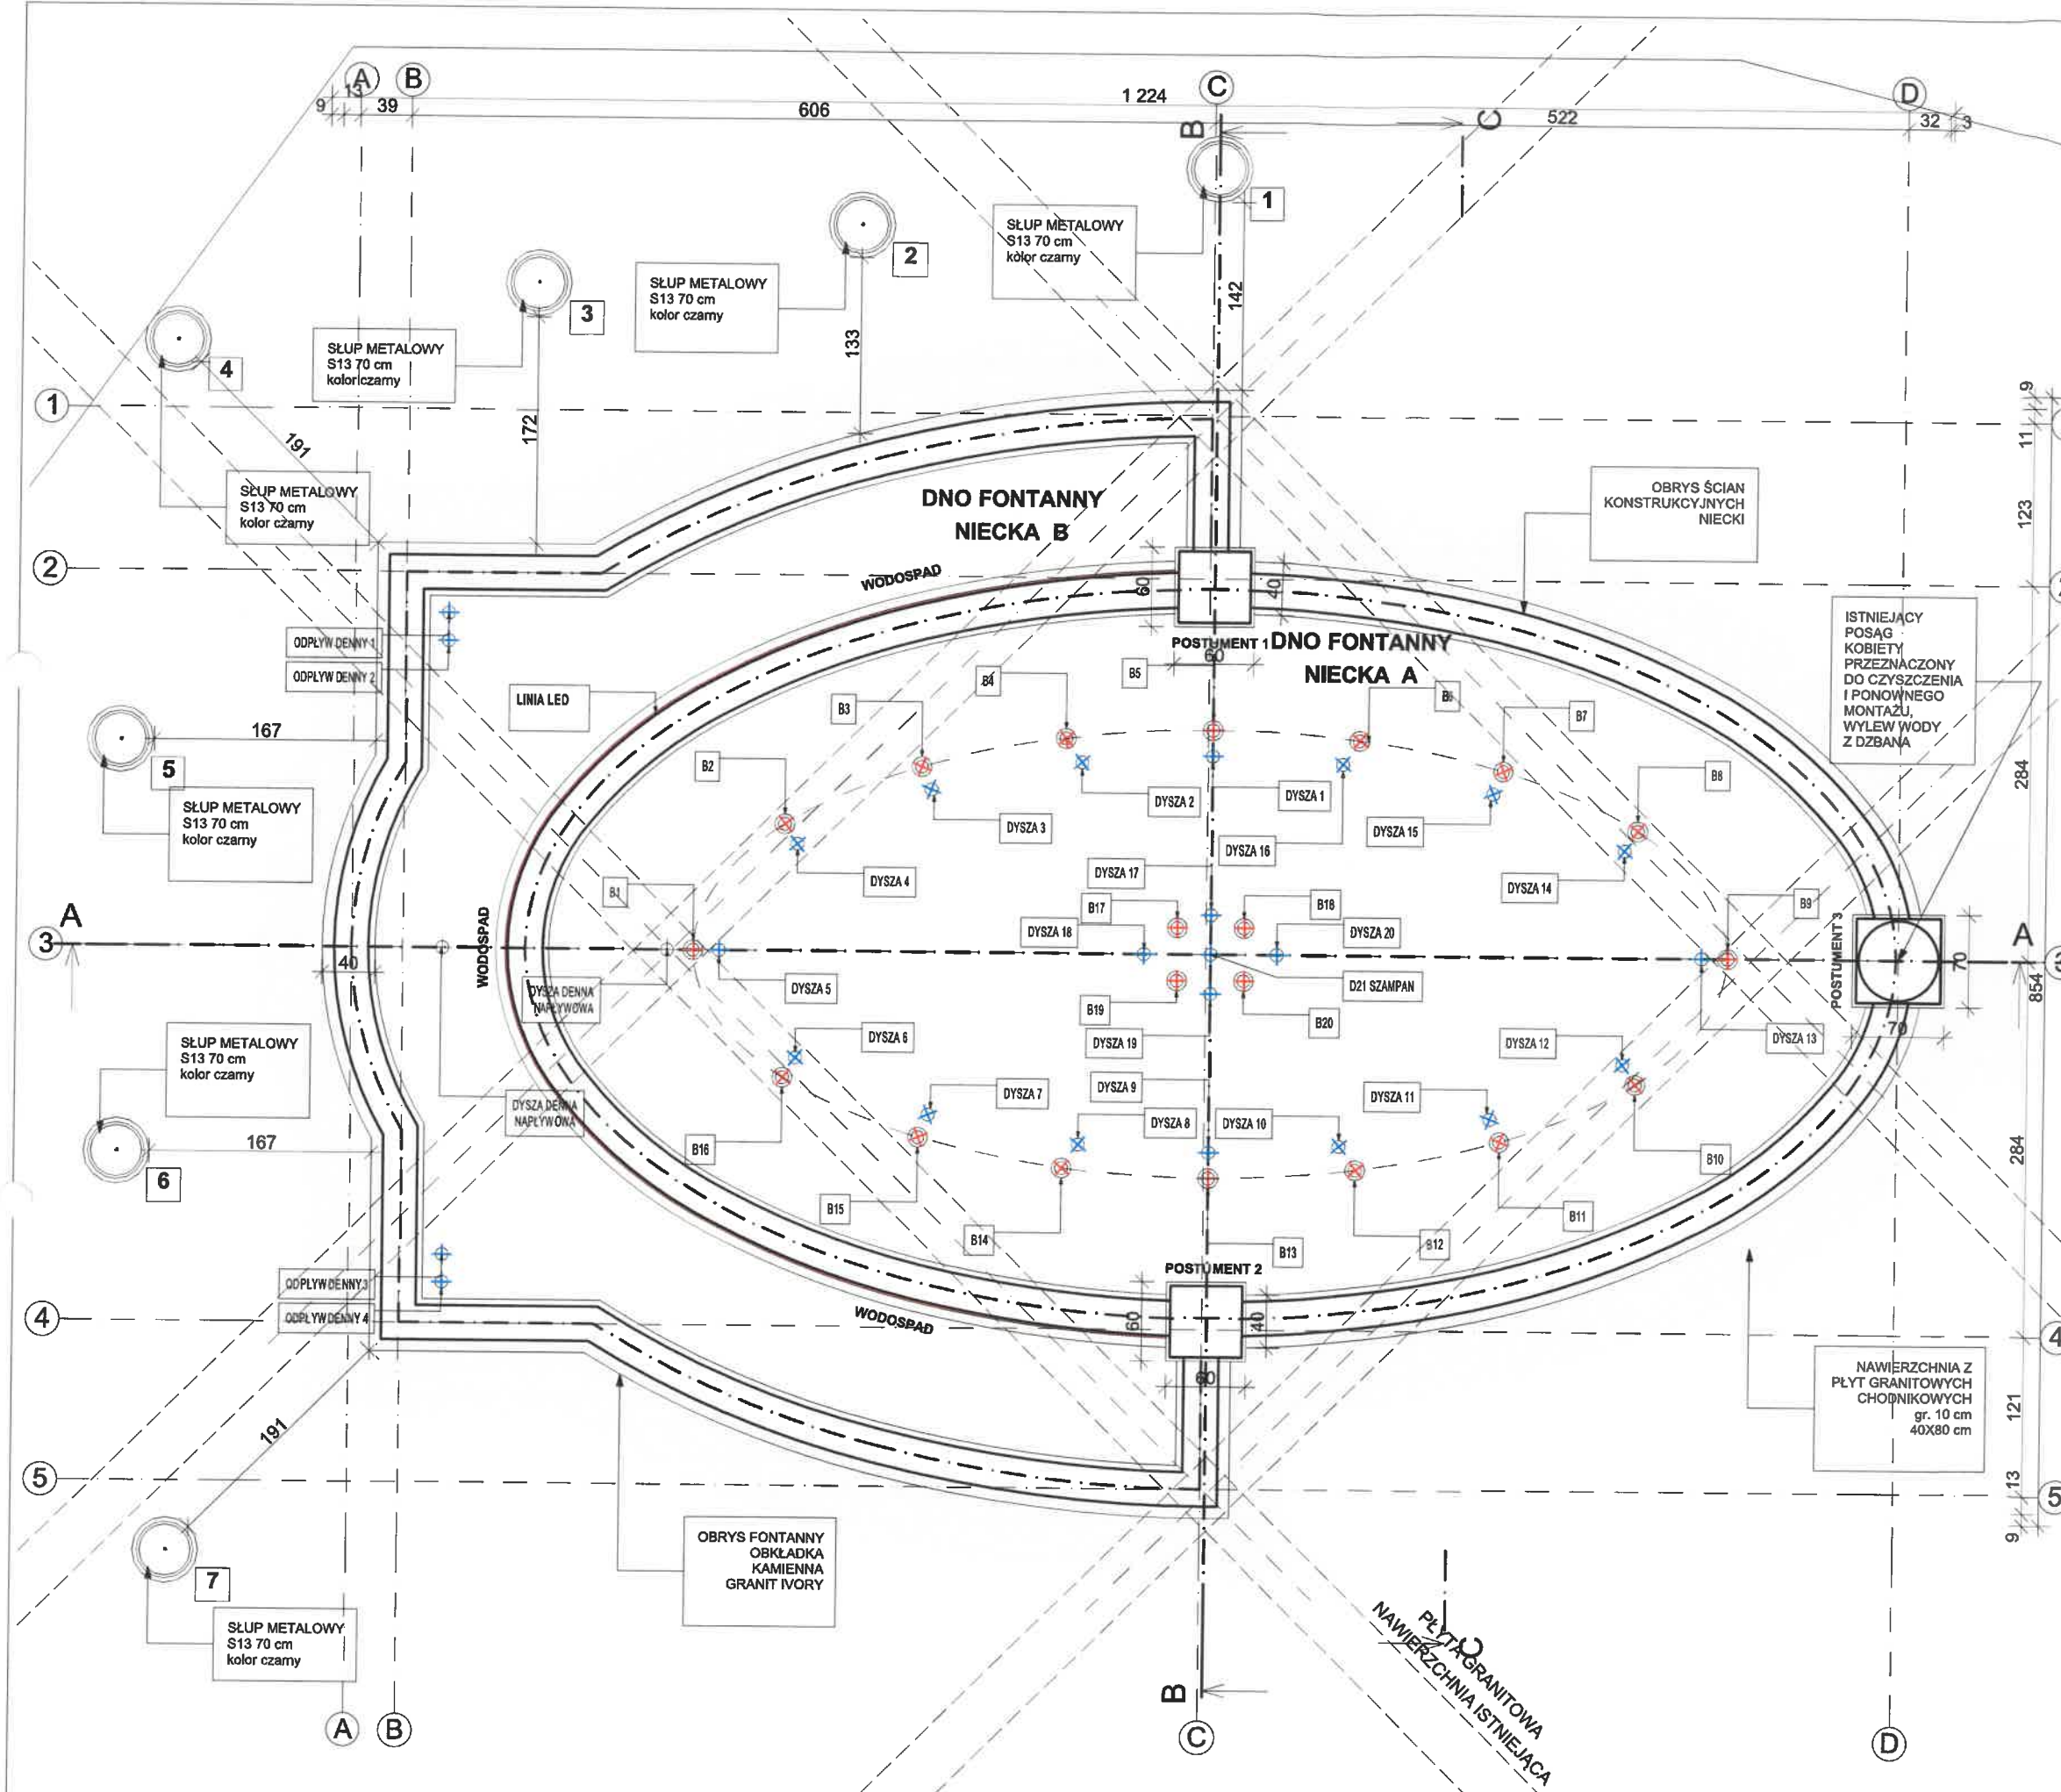 A
B
C
D
9
13
39
606
1 224
522
32
3
B
C
1
SŁUP METALOWY
S13 70 cm
kolor czarny
2
SŁUP METALOWY
S13 70 cm
kolor czarny
3
SŁUP METALOWY
S13 70 cm
kolor czarny
4
SŁUP METALOWY
S13 70 cm
kolor czarny
142
133
172
191
1
2
9
11
123
284
DNO FONTANNY
NIECKA B
OBRYS ŚCIAN
KONSTRUKCYJNYCH
NIECKI
WODOSPAD
60
40
POSTUMENT 1
60
DNO FONTANNY
NIECKA A
ISTNIEJĄCY
POSĄG
KOBIETY
PRZEZNACZONY
DO CZYSZCZENIA
I PONOWNEGO
MONTAŻU,
WYLEW WODY
Z DZBANA
ODPŁYW DENNY 1
ODPŁYW DENNY 2
LINIA LED
B5
B4
B3
B2
B6
B7
B8
167
5
SŁUP METALOWY
S13 70 cm
kolor czarny
DYSZA 2
DYSZA 1
DYSZA 3
DYSZA 16
DYSZA 15
DYSZA 4
DYSZA 17
DYSZA 14
B1
B17
B18
B9
DYSZA 18
DYSZA 20
A
3
40
WODOSPAD
DYSZA DENNA
NAPŁYWOWA
DYSZA 5
D21 SZAMPAN
POSTUMENT 3
70
70
A
3
854
B19
B20
DYSZA 6
DYSZA 19
DYSZA 12
DYSZA 13
SŁUP METALOWY
S13 70 cm
kolor czarny
6
167
DYSZA DENNA
NAPŁYWOWA
DYSZA 7
DYSZA 9
DYSZA 8
DYSZA 10
DYSZA 11
B16
B15
B14
B13
B12
B11
B10
284
POSTUMENT 2
60
40
60
WODOSPAD
ODPŁYW DENNY 3
ODPŁYW DENNY 4
4
4
NAWIERZCHNIA Z
PŁYT GRANITOWYCH
CHODNIKOWYCH
gr. 10 cm
40X80 cm
121
13
9
5
5
191
7
SŁUP METALOWY
S13 70 cm
kolor czarny
OBRYS FONTANNY
OBKŁADKA
KAMIENNA
GRANIT IVORY
C
PŁYTA GRANITOWA
NAWIERZCHNIA ISTNIEJĄCA
B
A
B
C
D